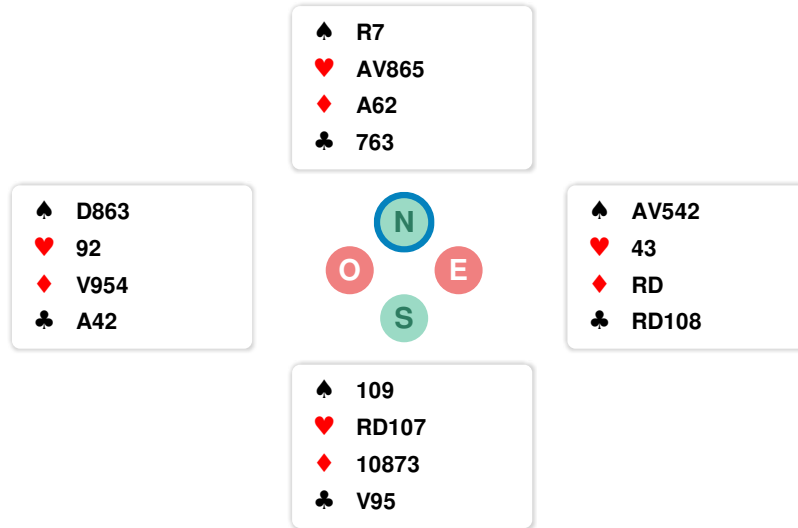 ♠ R7
♥ AV865
♦ A62
♣ 763
♠ D863
♥ 92
♦ V954
♣ A42
N
O E
S
♠ AV542
♥ 43
♦ RD
♣ RD108
♠ 109
♥ RD107
♦ 10873
♣ V95